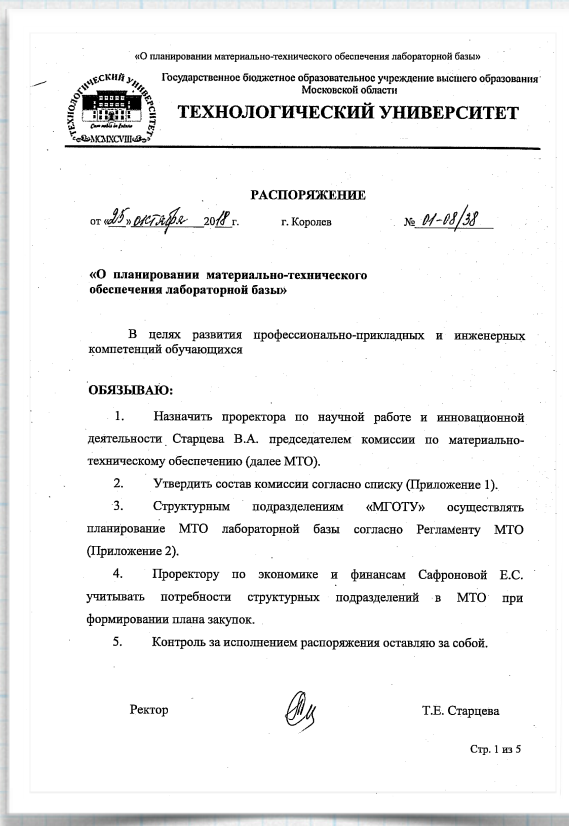 «О планировании материально-технического обеспечения лабораторной базы»
Государственное бюджетное образовательное учреждение высшего образования
Московской области
ТЕХНОЛОГИЧЕСКИЙ УНИВЕРСИТЕТ
ТЕХНОЛОГИЧЕСКИЙ УНИВЕРСИТЕТ
MCMXCVIII
РАСПОРЯЖЕНИЕ
от «25» октября 2018 г. г. Королев № 01-08/38
«О планировании материально-технического
обеспечения лабораторной базы»
В целях развития профессионально-прикладных и инженерных
компетенций обучающихся
ОБЯЗЫВАЮ:
1. Назначить проректора по научной работе и инновационной
деятельности Старцева В.А. председателем комиссии по материально-
техническому обеспечению (далее МТО).
2. Утвердить состав комиссии согласно списку (Приложение 1).
3. Структурным подразделениям «МГОТУ» осуществлять
планирование МТО лабораторной базы согласно Регламенту МТО
(Приложение 2).
4. Проректору по экономике и финансам Сафроновой Е.С.
учитывать потребности структурных подразделений в МТО при
формировании плана закупок.
5. Контроль за исполнением распоряжения оставляю за собой.
Ректор Т.Е. Старцева
Стр. 1 из 5